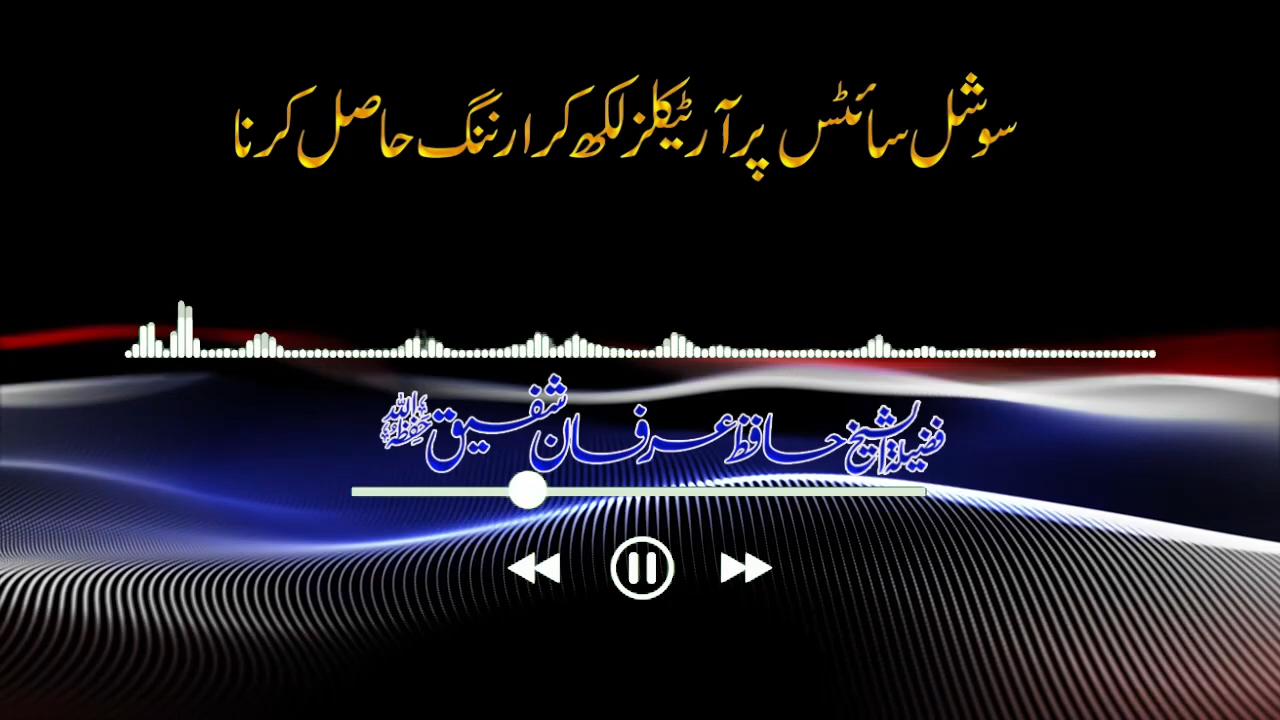 سوشل سائٹس پر آرٹیکلز لکھ کر ارننگ حاصل کرنا
فضیلۃ الشیخ حافظ عرفان شفیق حفظہ اللہ